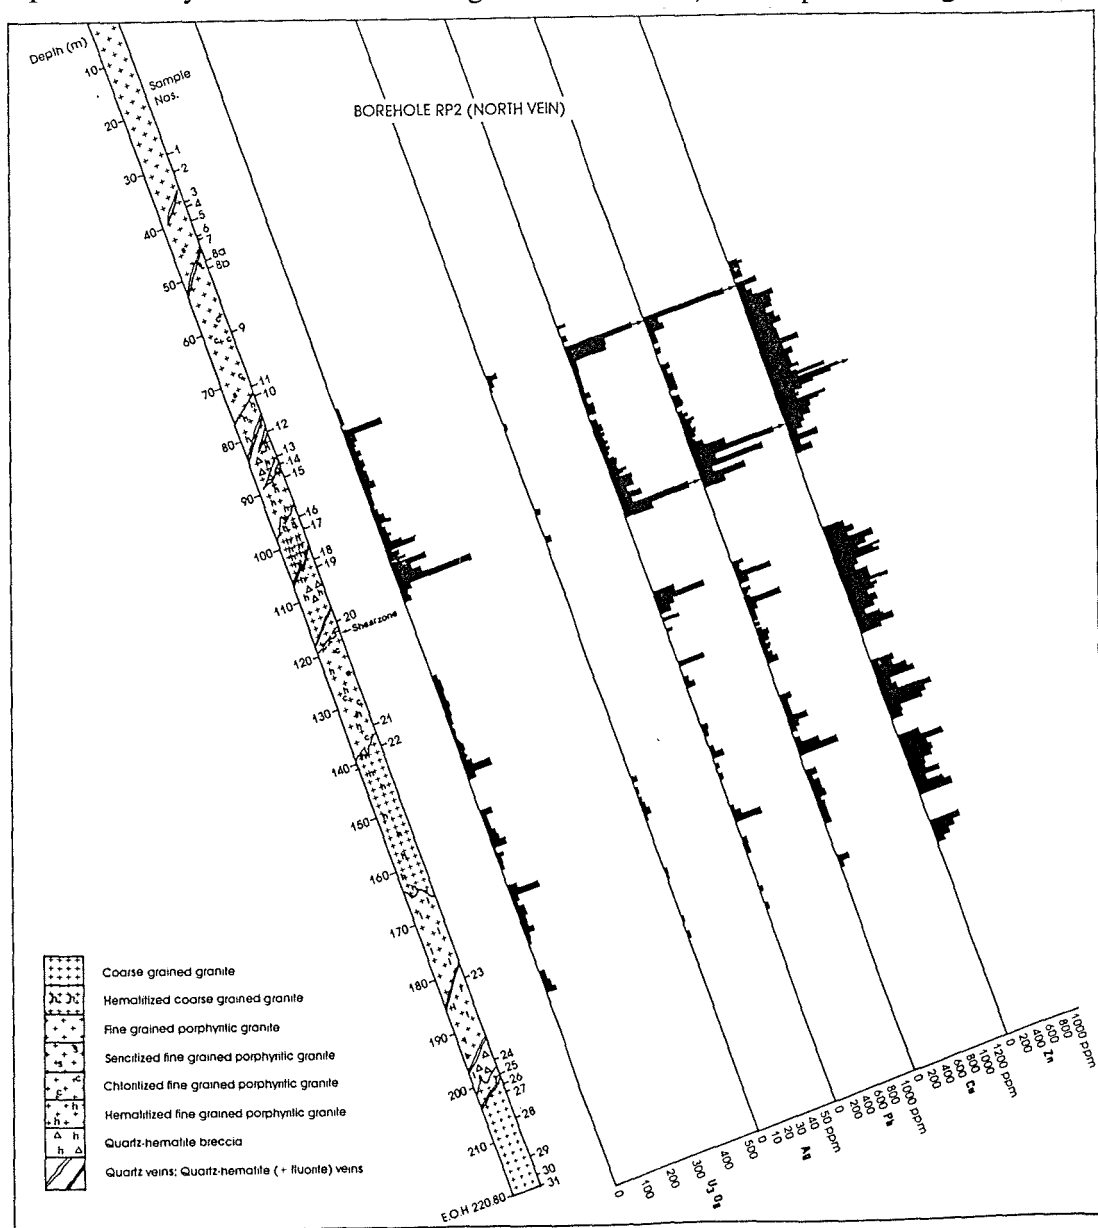 Depth (m)
Sample
Nos.
BOREHOLE RP2 (NORTH VEIN)
10
20
30
40
50
60
70
80
90
100
110
120
130
140
150
160
170
180
190
200
210
E.O.H 220.80
1
2
3
4
5
6
7
8a
8b
9
11
10
12
13
14
15
16
17
18
19
20
Shearzone
21
22
23
24
25
26
27
28
29
30
31
Coarse grained granite
Hematitized coarse grained granite
Fine grained porphyritic granite
Sericitized fine grained porphyritic granite
Chloritized fine grained porphyritic granite
Hematitized fine grained porphyritic granite
Quartz-hematite breccia
Quartz veins; Quartz-hematite (+ fluorite) veins
0 100 200 300 400 500
U3O8
0 10 20 30 40 50 ppm
Ag
0 200 400 600 800 1000 ppm
Pb
0 200 400 600 800 1000 1200 ppm
Cu
0 200 400 600 800 1000 ppm
Zn